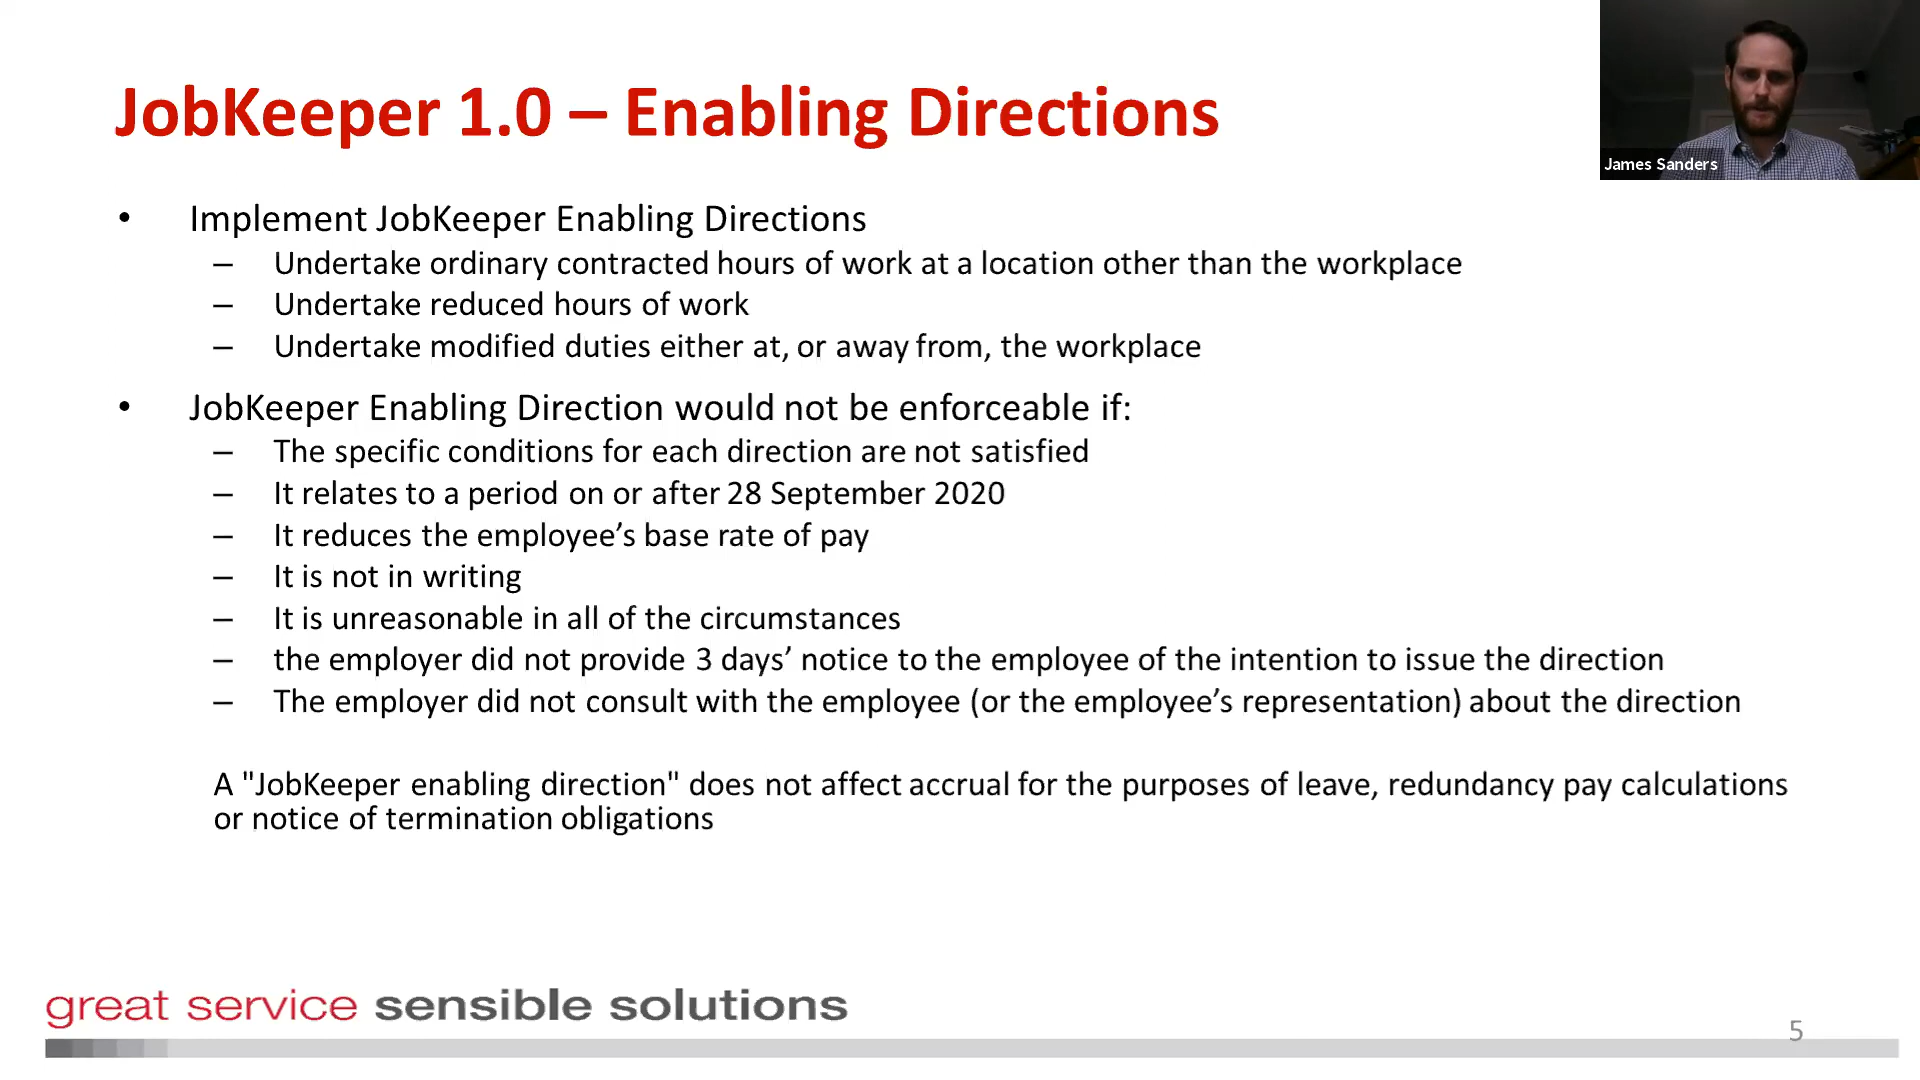 JobKeeper 1.0 – Enabling Directions
James Sanders
• Implement JobKeeper Enabling Directions
– Undertake ordinary contracted hours of work at a location other than the workplace
– Undertake reduced hours of work
– Undertake modified duties either at, or away from, the workplace
• JobKeeper Enabling Direction would not be enforceable if:
– The specific conditions for each direction are not satisfied
– It relates to a period on or after 28 September 2020
– It reduces the employee’s base rate of pay
– It is not in writing
– It is unreasonable in all of the circumstances
– the employer did not provide 3 days’ notice to the employee of the intention to issue the direction
– The employer did not consult with the employee (or the employee’s representation) about the direction
A "JobKeeper enabling direction" does not affect accrual for the purposes of leave, redundancy pay calculations
or notice of termination obligations
great service sensible solutions
5